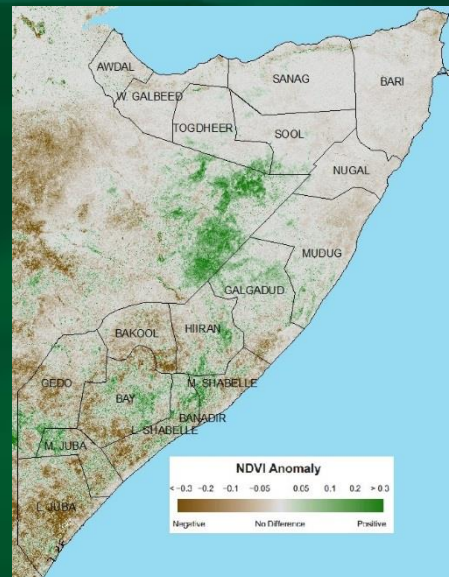 AWDAL
SANAG
BARI
W. GALBEED
TOGDHEER
SOOL
NUGAL
MUDUG
GALGADUD
HIIRAN
BAKOOL
GEDO
M. SHABELLE
BAY
BANADIR
L. SHABELLE
M. JUBA
L. JUBA
NDVI Anomaly
< -0.3 -0.2 -0.1 -0.05 0.05 0.1 0.2 > 0.3
Negative No Difference Positive